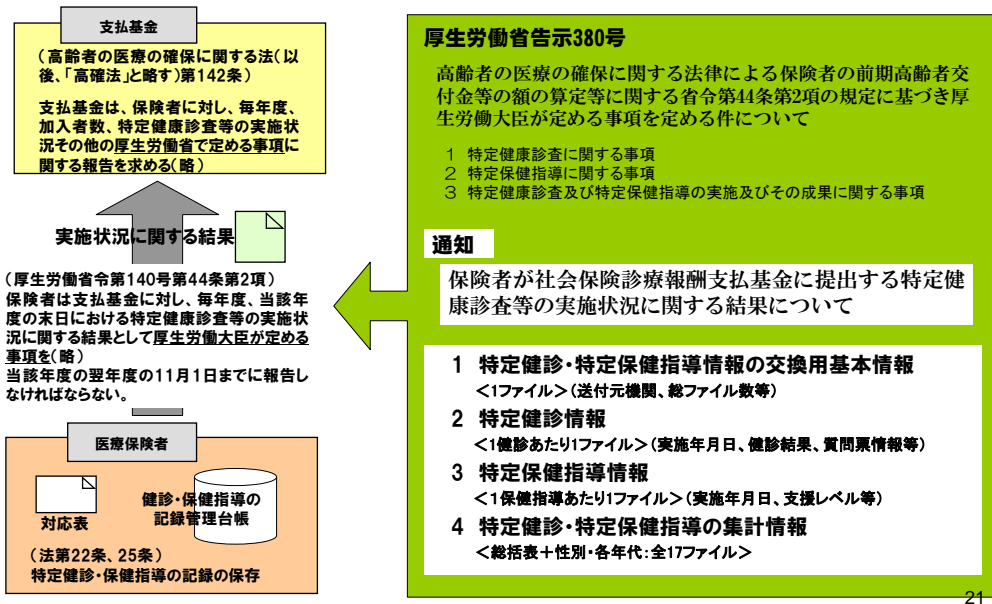 支払基金
（高齢者の医療の確保に関する法（以
後、「高確法」と略す）第142条）
支払基金は、保険者に対し、毎年度、
加入者数、特定健康診査等の実施状
況その他の厚生労働省で定める事項に
関する報告を求める（略）
実施状況に関する結果
（厚生労働省令第140号第44条第2項）
保険者は支払基金に対し、毎年度、当該年
度の末日における特定健康診査等の実施状
況に関する結果として厚生労働大臣が定める
事項を（略）
当該年度の翌年度の11月1日までに報告し
なければならない。
医療保険者
対応表
健診・保健指導の
記録管理台帳
（法第22条、25条）
特定健診・保健指導の記録の保存
厚生労働省告示380号
高齢者の医療の確保に関する法律による保険者の前期高齢者交
付金等の額の算定等に関する省令第44条第2項の規定に基づき厚
生労働大臣が定める事項を定める件について
１ 特定健康診査に関する事項
２ 特定保健指導に関する事項
３ 特定健康診査及び特定保健指導の実施及びその成果に関する事項
通知
保険者が社会保険診療報酬支払基金に提出する特定健
康診査等の実施状況に関する結果について
１ 特定健診・特定保健指導情報の交換用基本情報
＜1ファイル＞（送付元機関、総ファイル数等）
２ 特定健診情報
＜1健診あたり1ファイル＞（実施年月日、健診結果、質問票情報等）
３ 特定保健指導情報
＜1保健指導あたり1ファイル＞（実施年月日、支援レベル等）
４ 特定健診・特定保健指導の集計情報
＜総括表＋性別・各年代：全17ファイル＞
21